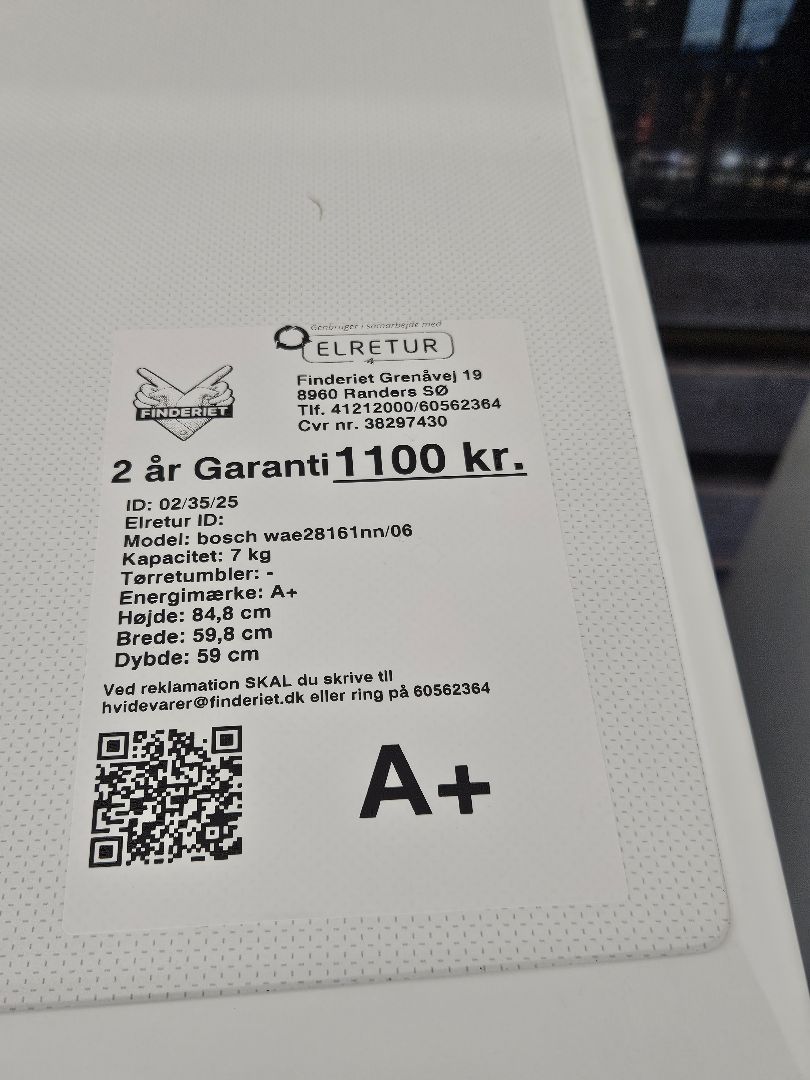 Genbruger i samarbejde med
ELRETUR
FINDERIET
Finderiet Grenåvej 19
8960 Randers SØ
Tlf. 41212000/60562364
Cvr nr. 38297430
2 år Garanti 1100 kr.
ID: 02/35/25
Elretur ID:
Model: bosch wae28161nn/06
Kapacitet: 7 kg
Tørretumbler: -
Energimærke: A+
Højde: 84,8 cm
Brede: 59,8 cm
Dybde: 59 cm
Ved reklamation SKAL du skrive til
hvidevarer@finderiet.dk eller ring på 60562364
A+